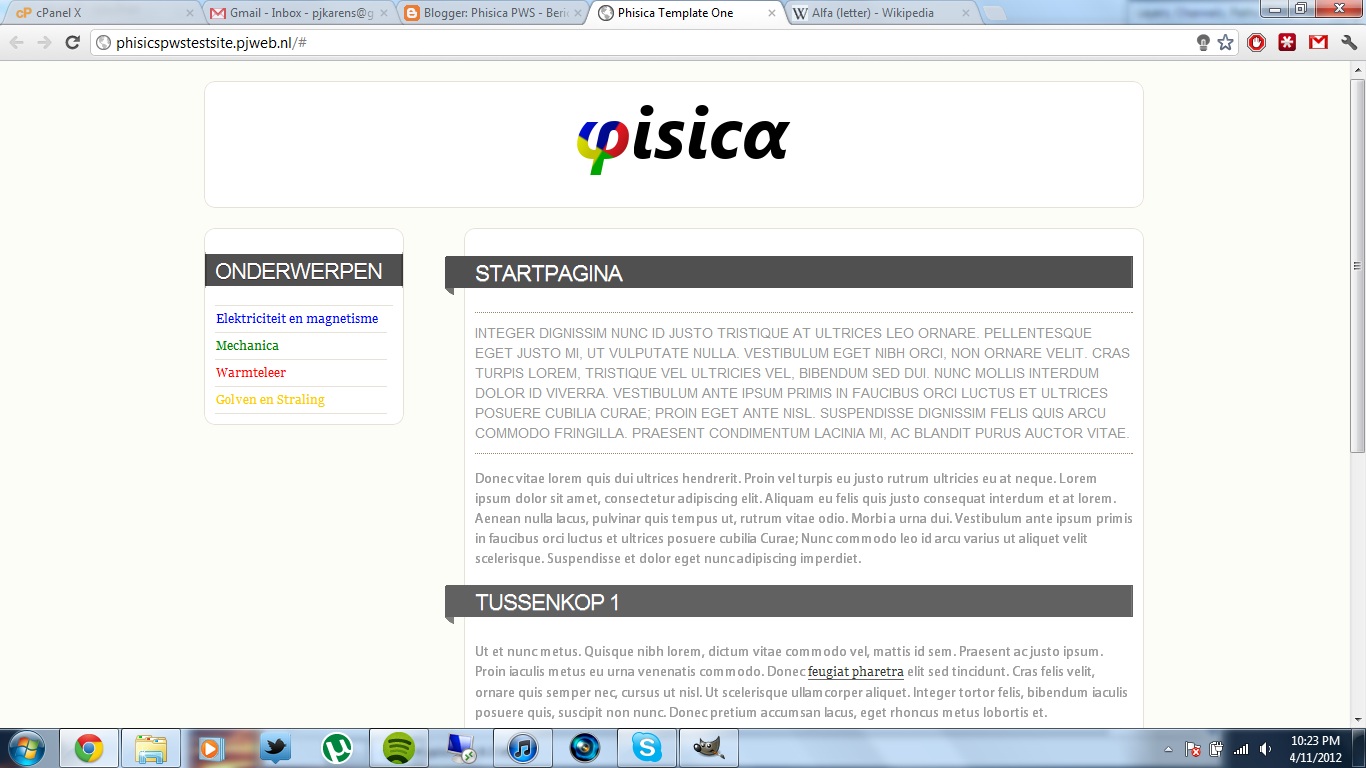 cPanel X
Gmail - Inbox - pjkarens@g
Blogger: Phisica PWS - Beric
Phisica Template One
Alfa (letter) - Wikipedia
phisicspwstestsite.pjweb.nl/#
φisicα
ONDERWERPEN
Elektriciteit en magnetisme
Mechanica
Warmteleer
Golven en Straling
STARTPAGINA
INTEGER DIGNISSIM NUNC ID JUSTO TRISTIQUE AT ULTRICES LEO ORNARE. PELLENTESQUE
EGET JUSTO MI, UT VULPUTATE NULLA. VESTIBULUM EGET NIBH ORCI, NON ORNARE VELIT. CRAS
TURPIS LOREM, TRISTIQUE VEL ULTRICIES VEL, BIBENDUM SED DUI. NUNC MOLLIS INTERDUM
DOLOR ID VIVERRA. VESTIBULUM ANTE IPSUM PRIMIS IN FAUCIBUS ORCI LUCTUS ET ULTRICES
POSUERE CUBILIA CURAE; PROIN EGET ANTE NISL. SUSPENDISSE DIGNISSIM FELIS QUIS ARCU
COMMODO FRINGILLA. PRAESENT CONDIMENTUM LACINIA MI, AC BLANDIT PURUS AUCTOR VITAE.
Donec vitae lorem quis dui ultrices hendrerit. Proin vel turpis eu justo rutrum ultricies eu at neque. Lorem
ipsum dolor sit amet, consectetur adipiscing elit. Aliquam eu felis quis justo consequat interdum et at lorem.
Aenean nulla lacus, pulvinar quis tempus ut, rutrum vitae odio. Morbi a urna dui. Vestibulum ante ipsum primis
in faucibus orci luctus et ultrices posuere cubilia Curae; Nunc commodo leo id arcu varius ut aliquet velit
scelerisque. Suspendisse et dolor eget nunc adipiscing imperdiet.
TUSSENKOP 1
Ut et nunc metus. Quisque nibh lorem, dictum vitae commodo vel, mattis id sem. Praesent ac justo ipsum.
Proin iaculis metus eu urna venenatis commodo. Donec feugiat pharetra elit sed tincidunt. Cras felis velit,
ornare quis semper nec, cursus ut nisl. Ut scelerisque ullamcorper aliquet. Integer tortor felis, bibendum iaculis
posuere quis, suscipit non nunc. Donec pretium accumsan lacus, eget rhoncus metus lobortis et.
10:23 PM
4/11/2012